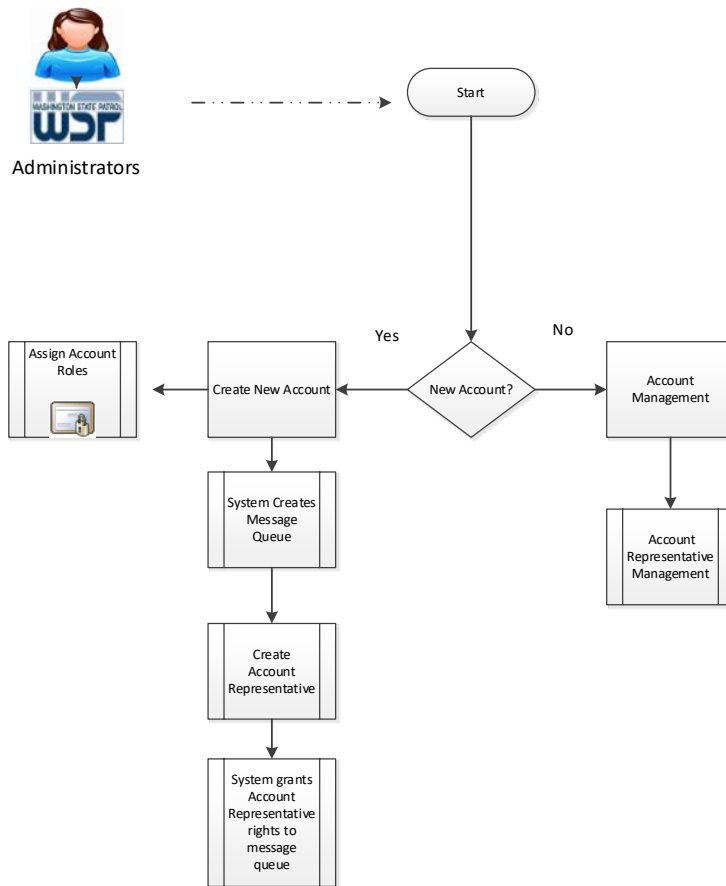 WASHINGTON STATE PATROL
WSP
Administrators
Start
Yes
No
Assign Account
Roles
Create New Account
New Account?
Account
Management
System Creates
Message
Queue
Account
Representative
Management
Create
Account
Representative
System grants
Account
Representative
rights to
message
queue